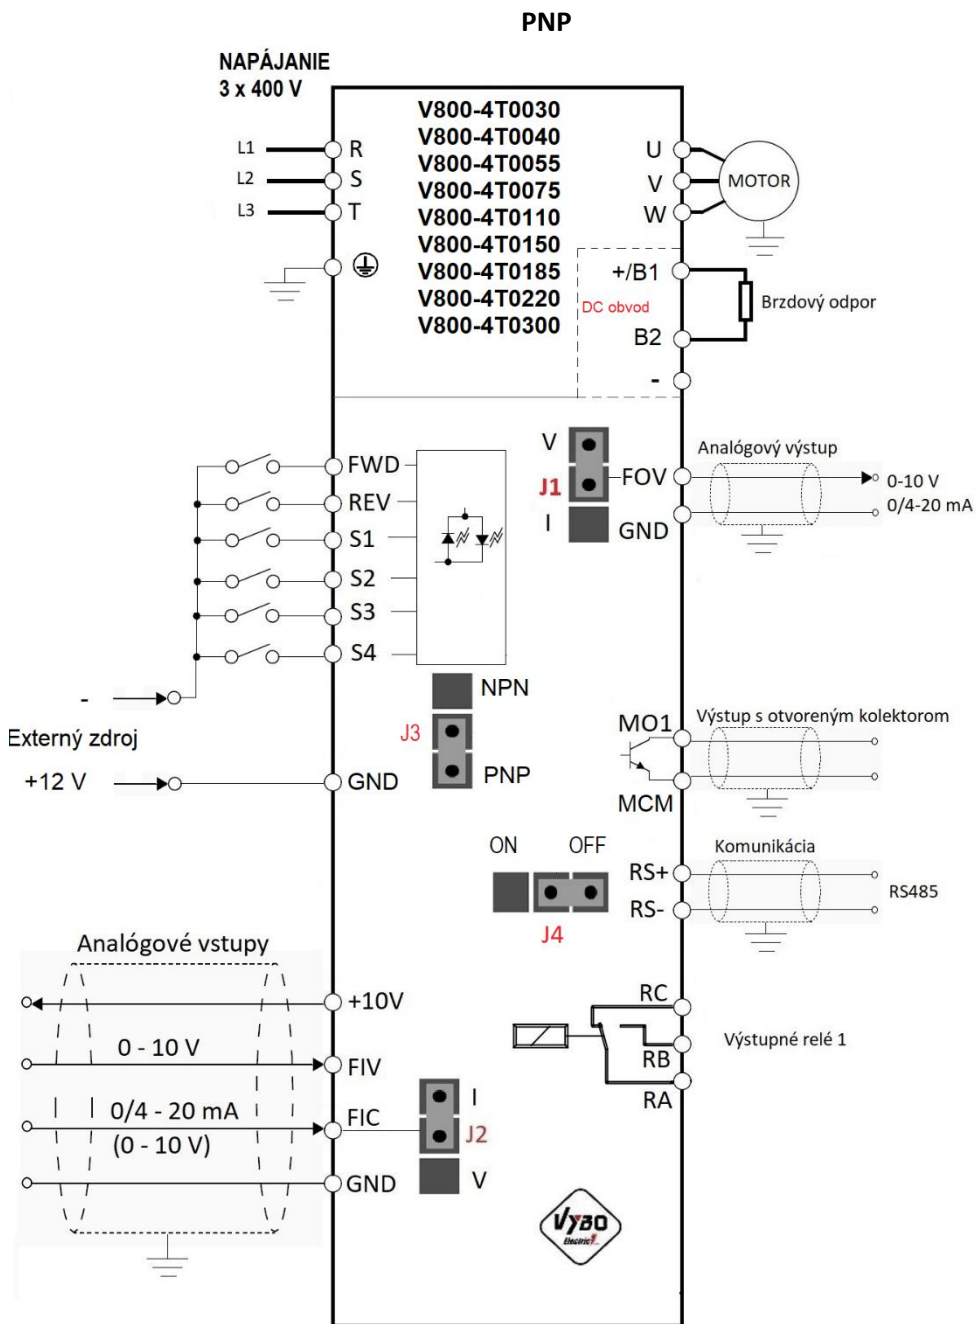 PNP
NAPÁJANIE
3 x 400 V
V800-4T0030
V800-4T0040
V800-4T0055
V800-4T0075
V800-4T0110
V800-4T0150
V800-4T0185
V800-4T0220
V800-4T0300
L1 R
L2 S
L3 T
U
V
W
MOTOR
+/B1
DC obvod
B2
-
Brzdový odpor
FWD
REV
S1
S2
S3
S4
V
J1
I
FOV
GND
Analógový výstup
0-10 V
0/4-20 mA
-
Externý zdroj
+12 V
GND
NPN
J3
PNP
MO1
MCM
Výstup s otvoreným kolektorom
ON OFF
J4
RS+
RS-
Komunikácia
RS485
Analógové vstupy
+10V
0 - 10 V
FIV
0/4 - 20 mA
(0 - 10 V)
FIC
GND
I
J2
V
RC
RB
RA
Výstupné relé 1
VYBO
Electric